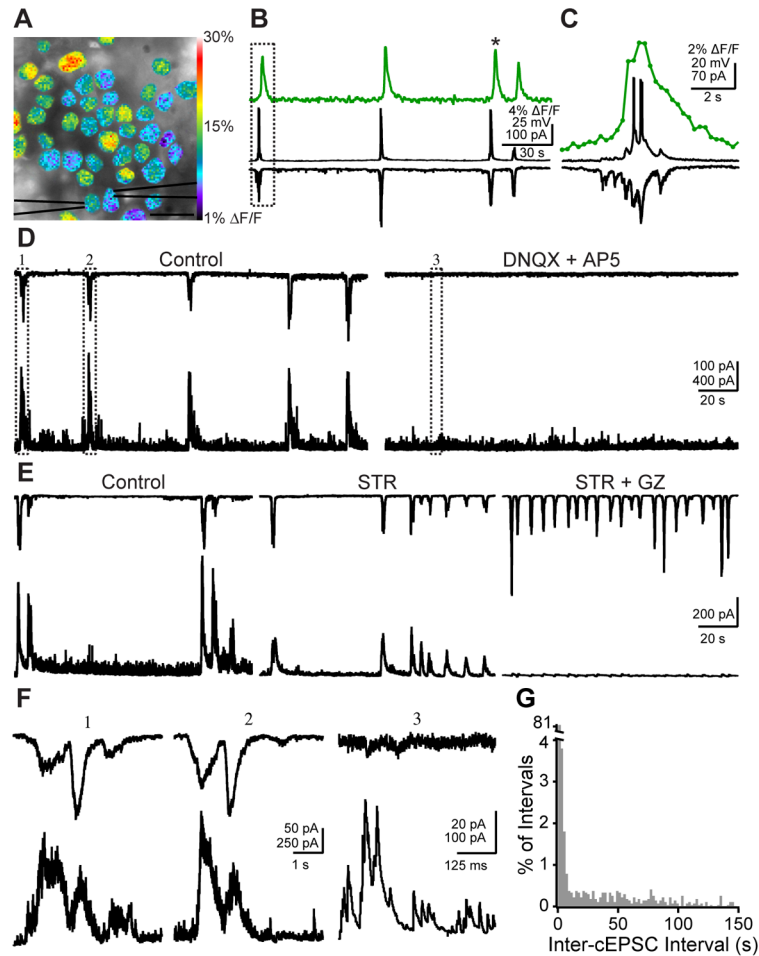 A
30%
15%
1% ΔF/F
B
*
4% ΔF/F
25 mV
100 pA
30 s
C
2% ΔF/F
20 mV
70 pA
2 s
D
1
2
Control
3
DNQX + AP5
100 pA
400 pA
20 s
E
Control
STR
STR + GZ
200 pA
20 s
F
1
2
3
50 pA
250 pA
1 s
20 pA
100 pA
125 ms
G
81
4
3
2
1
0
% of Intervals
0
50
100
150
Inter-cEPSC Interval (s)